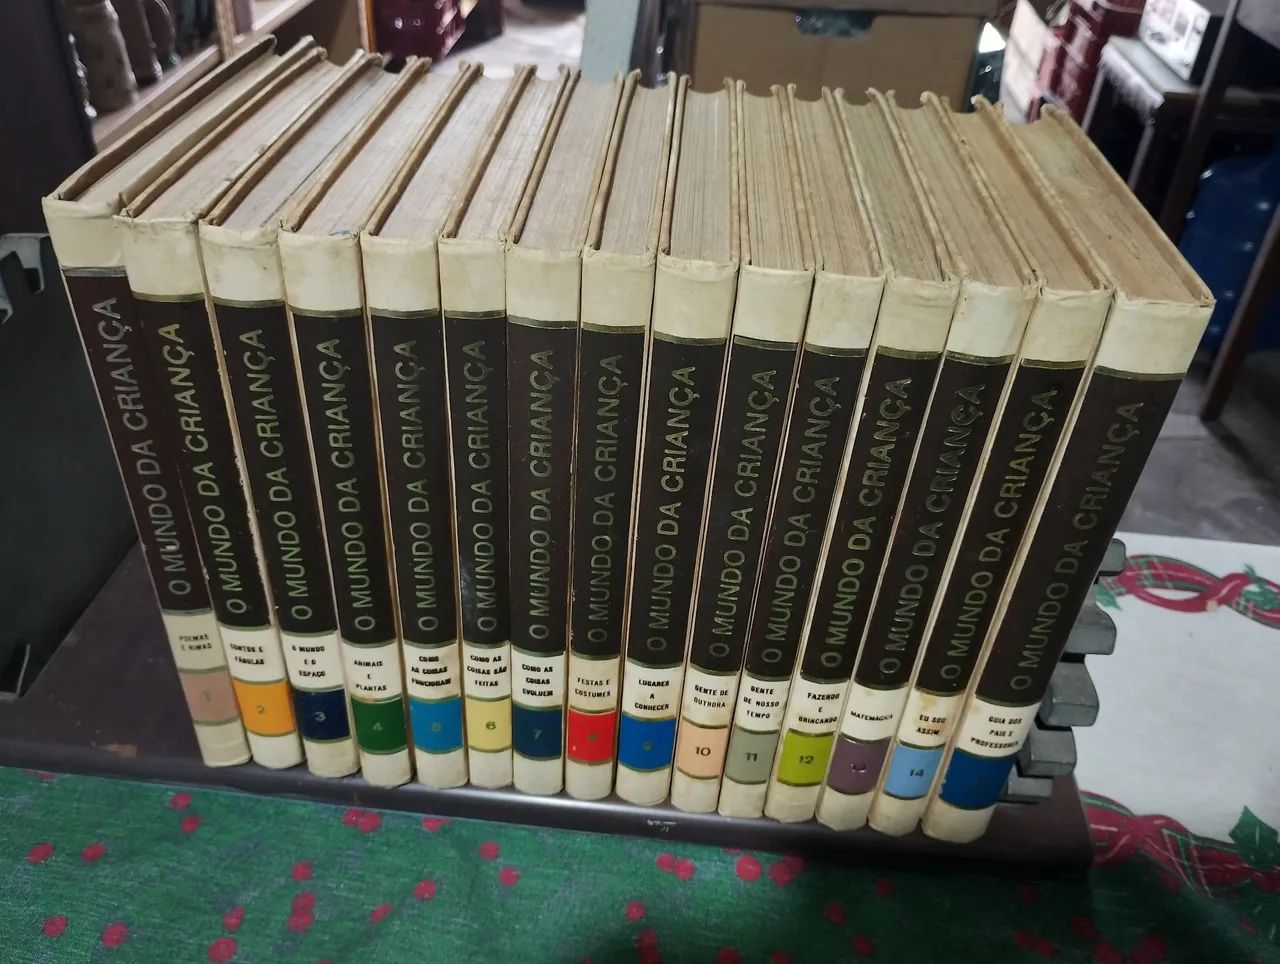 O MUNDO DA CRIANÇA
POEMAS
E RIMAS
1
O MUNDO DA CRIANÇA
CONTOS E
FÁBULAS
2
O MUNDO DA CRIANÇA
O MUNDO
E O
ESPAÇO
3
O MUNDO DA CRIANÇA
ANIMAIS
E
PLANTAS
4
O MUNDO DA CRIANÇA
COMO
AS COISAS
FUNCIONAM
5
O MUNDO DA CRIANÇA
COMO AS
COISAS SÃO
FEITAS
6
O MUNDO DA CRIANÇA
COMO AS
COISAS
EVOLUEM
7
O MUNDO DA CRIANÇA
FESTAS E
COSTUMES
8
O MUNDO DA CRIANÇA
LUGARES
A
CONHECER
9
O MUNDO DA CRIANÇA
GENTE DE
OUTRORA
10
O MUNDO DA CRIANÇA
GENTE
DE NOSSO
TEMPO
11
O MUNDO DA CRIANÇA
FAZENDO
E
BRINCANDO
12
O MUNDO DA CRIANÇA
MATEMÁGICA
13
O MUNDO DA CRIANÇA
EU SOU
ASSIM
14
O MUNDO DA CRIANÇA
GUIA DOS
PAIS E
PROFESSORES